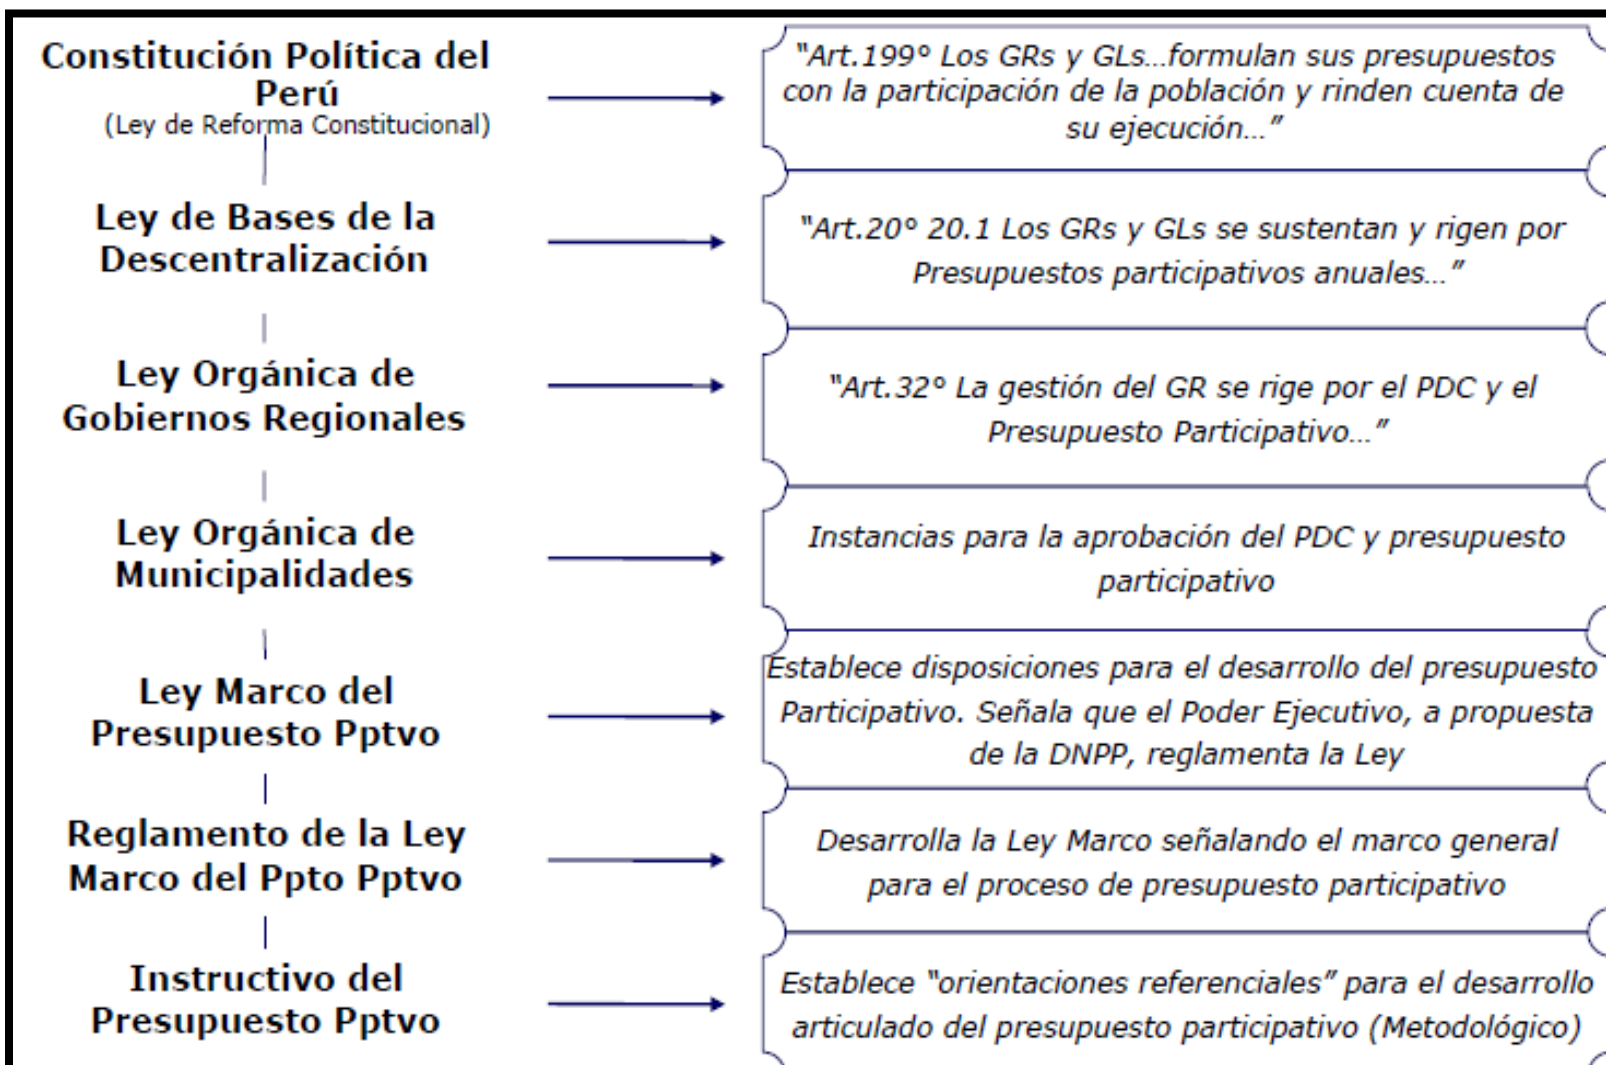 Constitución Política del
Perú
(Ley de Reforma Constitucional)
“Art.199° Los GRs y GLs…formulan sus presupuestos
con la participación de la población y rinden cuenta de
su ejecución…”
Ley de Bases de la
Descentralización
“Art.20° 20.1 Los GRs y GLs se sustentan y rigen por
Presupuestos participativos anuales…”
Ley Orgánica de
Gobiernos Regionales
“Art.32° La gestión del GR se rige por el PDC y el
Presupuesto Participativo…”
Ley Orgánica de
Municipalidades
Instancias para la aprobación del PDC y presupuesto
participativo
Ley Marco del
Presupuesto Pptvo
Establece disposiciones para el desarrollo del presupuesto
Participativo. Señala que el Poder Ejecutivo, a propuesta
de la DNPP, reglamenta la Ley
Reglamento de la Ley
Marco del Ppto Pptvo
Desarrolla la Ley Marco señalando el marco general
para el proceso de presupuesto participativo
Instructivo del
Presupuesto Pptvo
Establece “orientaciones referenciales” para el desarrollo
articulado del presupuesto participativo (Metodológico)